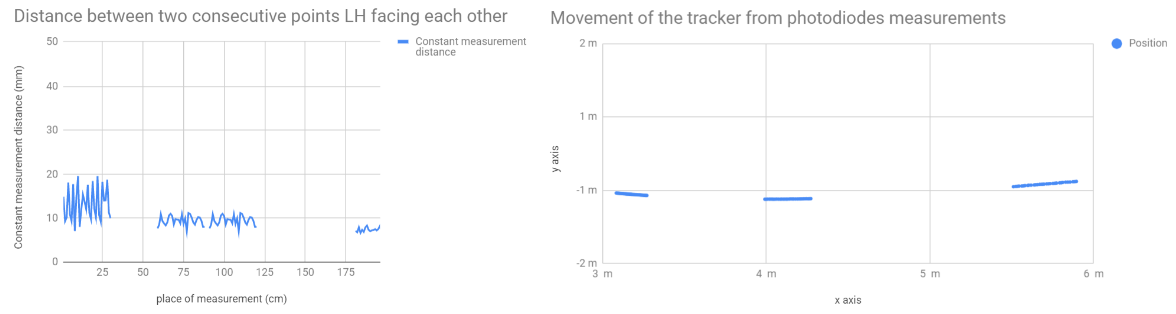 Distance between two consecutive points LH facing each other
Constant measurement distance (mm)
50
40
30
20
10
0
25
50
75
100
125
150
175
place of measurement (cm)
Constant measurement
distance
Movement of the tracker from photodiodes measurements
y axis
2 m
1 m
-1 m
-2 m
3 m
4 m
5 m
6 m
x axis
Position